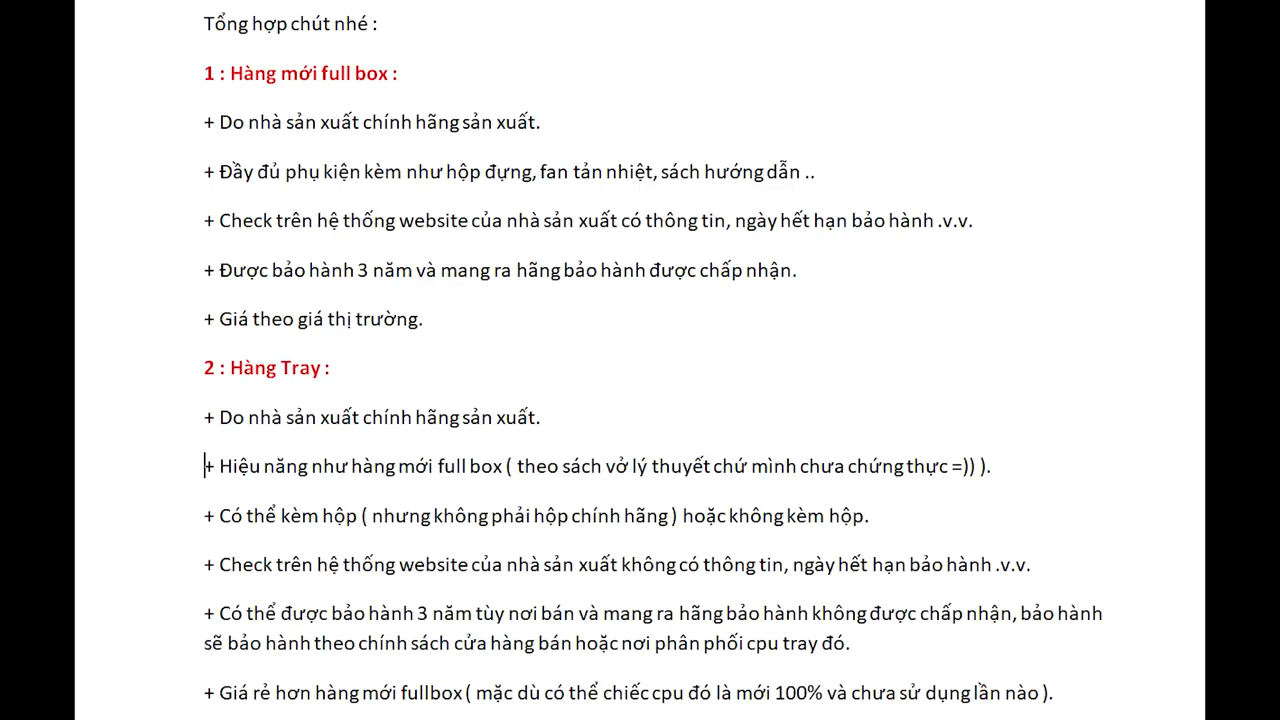 Tổng hợp chút nhé :
1 : Hàng mới full box :
+ Do nhà sản xuất chính hãng sản xuất.
+ Đầy đủ phụ kiện kèm như hộp đựng, fan tản nhiệt, sách hướng dẫn ..
+ Check trên hệ thống website của nhà sản xuất có thông tin, ngày hết hạn bảo hành .v.v.
+ Được bảo hành 3 năm và mang ra hãng bảo hành được chấp nhận.
+ Giá theo giá thị trường.
2 : Hàng Tray :
+ Do nhà sản xuất chính hãng sản xuất.
+ Hiệu năng như hàng mới full box ( theo sách vở lý thuyết chứ mình chưa chứng thực =)) ).
+ Có thể kèm hộp ( nhưng không phải hộp chính hãng ) hoặc không kèm hộp.
+ Check trên hệ thống website của nhà sản xuất không có thông tin, ngày hết hạn bảo hành .v.v.
+ Có thể được bảo hành 3 năm tùy nơi bán và mang ra hãng bảo hành không được chấp nhận, bảo hành
sẽ bảo hành theo chính sách cửa hàng bán hoặc nơi phân phối cpu tray đó.
+ Giá rẻ hơn hàng mới fullbox ( mặc dù có thể chiếc cpu đó là mới 100% và chưa sử dụng lần nào ).